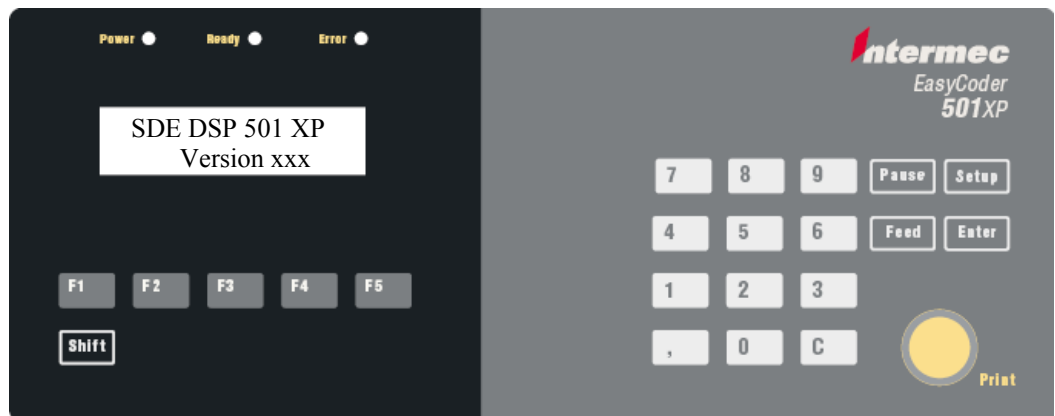 Power Ready Error
Intermec
EasyCoder
501XP
SDE DSP 501 XP
Version xxx
7 8 9 Pause Setup
4 5 6 Feed Enter
F1 F2 F3 F4 F5
1 2 3
Shift
, 0 C
Print